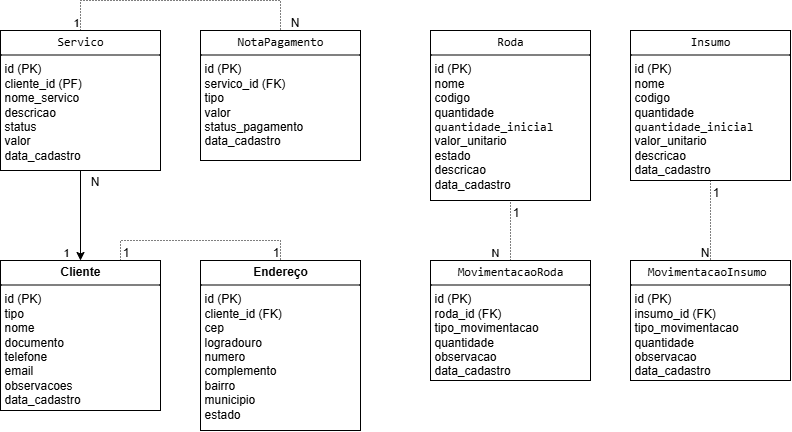 1
N
Servico
id (PK)
cliente_id (PF)
nome_servico
descricao
status
valor
data_cadastro
NotaPagamento
id (PK)
servico_id (FK)
tipo
valor
status_pagamento
data_cadastro
Roda
id (PK)
nome
codigo
quantidade
quantidade_inicial
valor_unitario
estado
descricao
data_cadastro
Insumo
id (PK)
nome
codigo
quantidade
quantidade_inicial
valor_unitario
descricao
data_cadastro
N
1
1
1
1
N
1
N
Cliente
id (PK)
tipo
nome
documento
telefone
email
observacoes
data_cadastro
Endereço
id (PK)
cliente_id (FK)
cep
logradouro
numero
complemento
bairro
municipio
estado
MovimentacaoRoda
id (PK)
roda_id (FK)
tipo_movimentacao
quantidade
observacao
data_cadastro
MovimentacaoInsumo
id (PK)
insumo_id (FK)
tipo_movimentacao
quantidade
observacao
data_cadastro